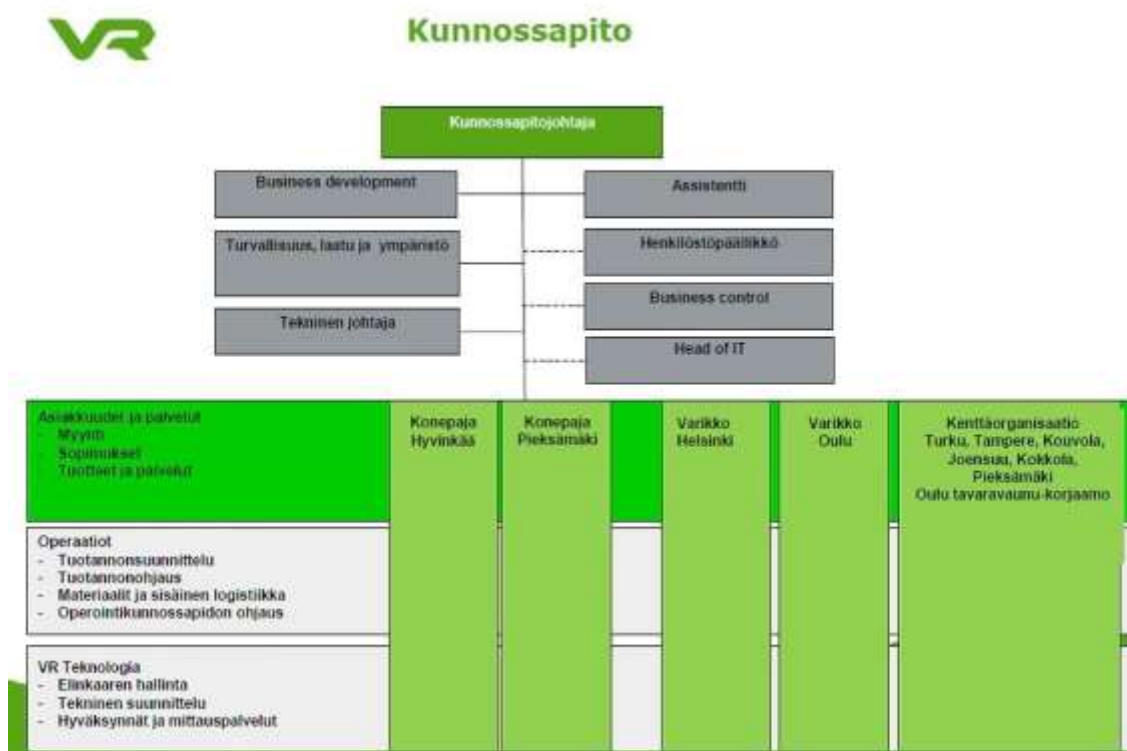 VR
Kunnossapito
Kunnossapitojohtaja
Business development
Assistentti
Turvallisuus, laatu ja ympäristö
Henkilöstöpäällikkö
Business control
Tekninen johtaja
Head of IT
Asiakkuudet ja palvelut
- Myynti
- Sopimukset
- Tuotteet ja palvelut
Konepaja
Hyvinkää
Konepaja
Pieksämäki
Varikko
Helsinki
Varikko
Oulu
Kenttäorganisaatio
Turku, Tampere, Kouvola,
Joensuu, Kokkola,
Pieksämäki
Oulu tavaravaunu-korjaamo
Operaatiot
- Tuotannonsuunnittelu
- Tuotannonohjaus
- Materiaalit ja sisäinen logistiikka
- Operointikunnossapidon ohjaus
VR Teknologia
- Elinkaaren hallinta
- Tekninen suunnittelu
- Hyväksynnät ja mittauspalvelut